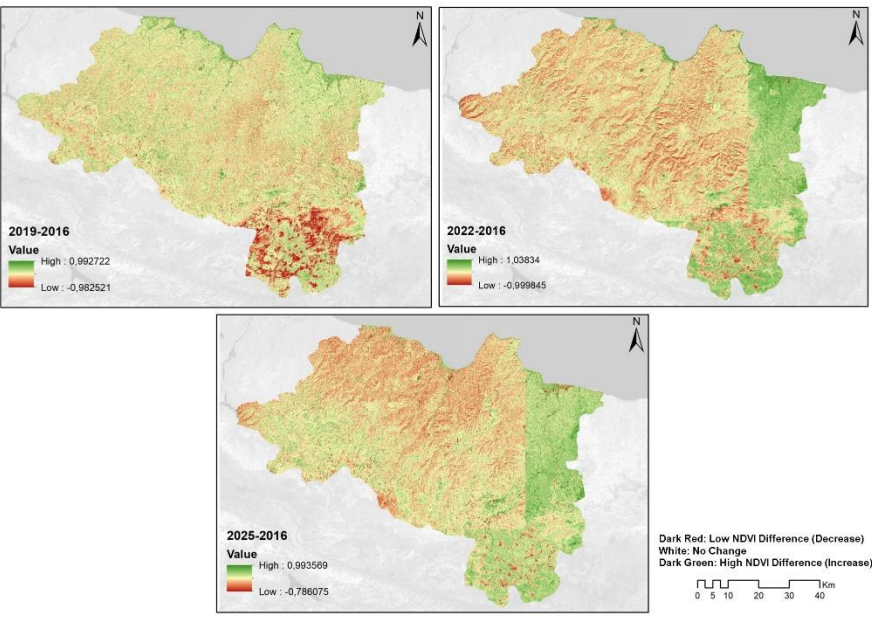 N
2019-2016
Value
High : 0,992722
Low : -0,982521
N
2022-2016
Value
High : 1,03834
Low : -0,999845
N
2025-2016
Value
High : 0,993569
Low : -0,786075
Dark Red: Low NDVI Difference (Decrease)
White: No Change
Dark Green: High NDVI Difference (Increase)
Km
0 5 10 20 30 40